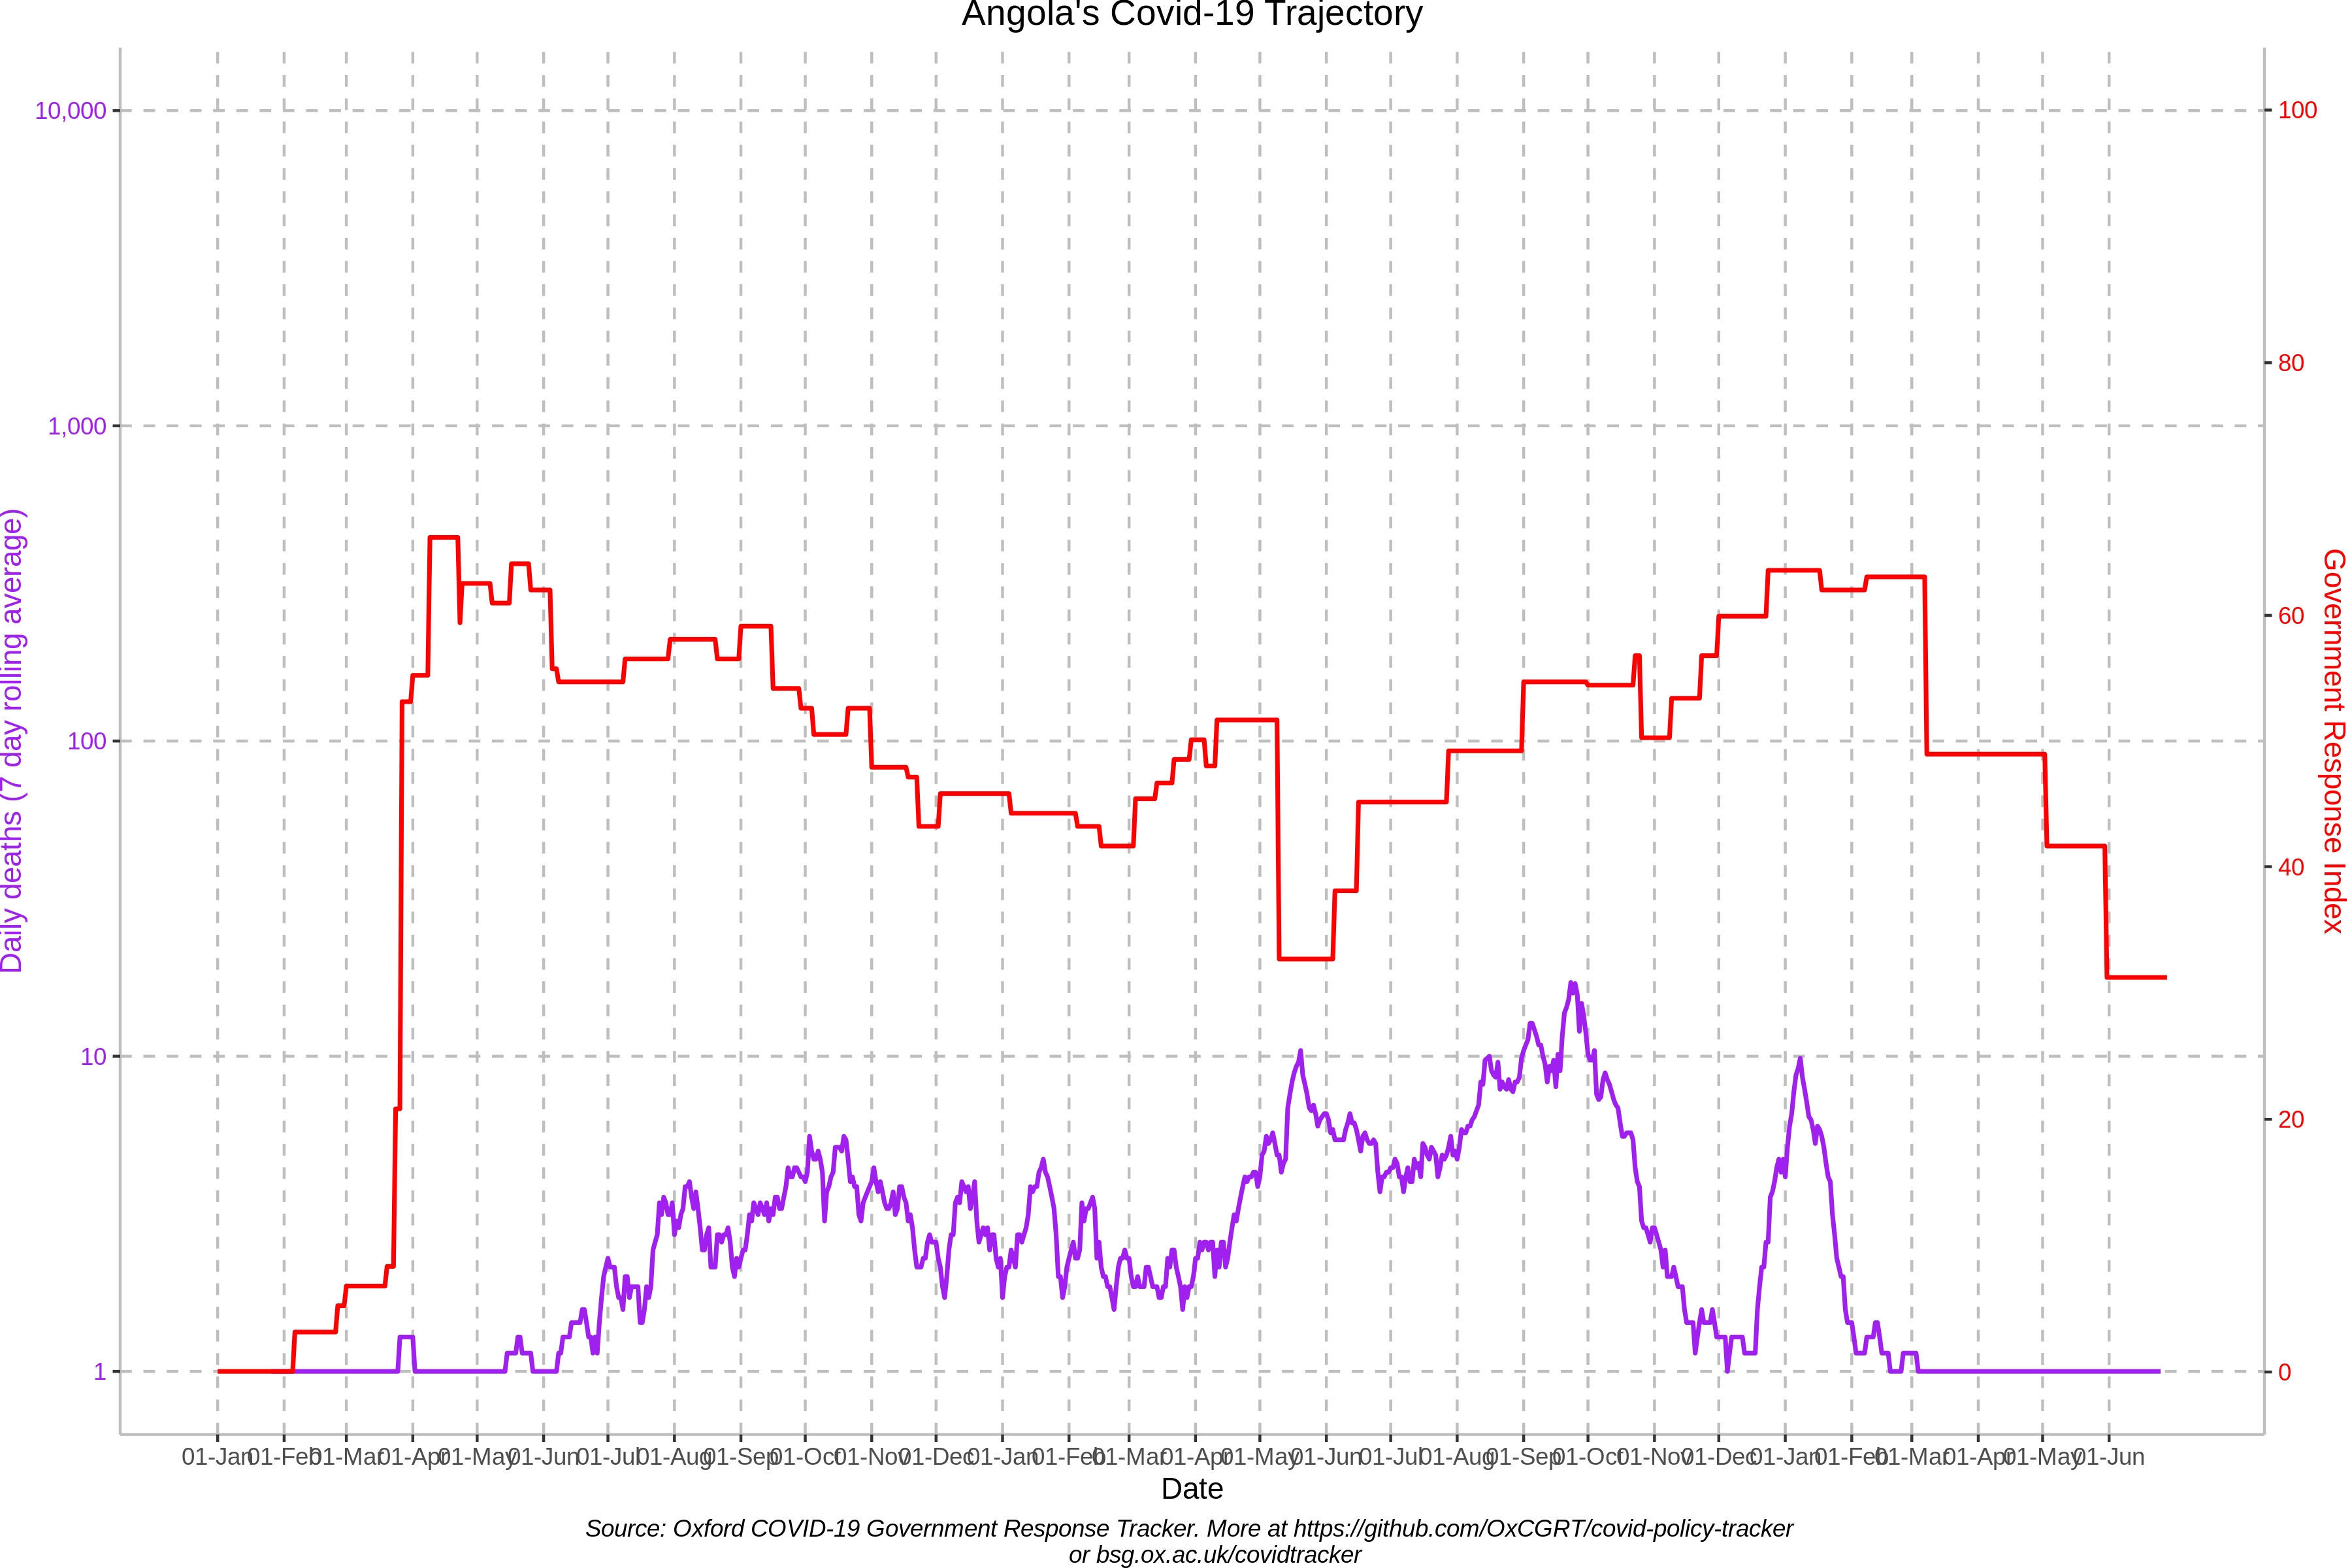 Angola's Covid-19 Trajectory
10,000
1,000
100
10
1
Daily deaths (7 day rolling average)
100
80
60
40
20
0
Government Response Index
01-Jan 01-Feb 01-Mar 01-Apr 01-May 01-Jun 01-Jul 01-Aug 01-Sep 01-Oct 01-Nov 01-Dec 01-Jan 01-Feb 01-Mar 01-Apr 01-May 01-Jun 01-Jul 01-Aug 01-Sep 01-Oct 01-Nov 01-Dec 01-Jan 01-Feb 01-Mar 01-Apr 01-May 01-Jun
Date
Source: Oxford COVID-19 Government Response Tracker. More at https://github.com/OxCGRT/covid-policy-tracker
or bsg.ox.ac.uk/covidtracker